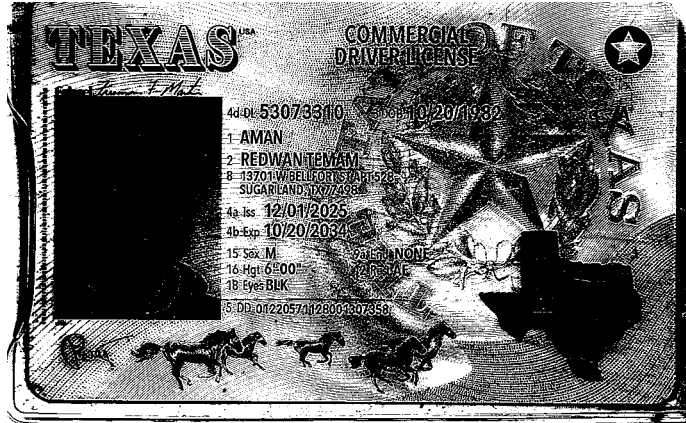 TEXAS USA
COMMERCIAL
DRIVER LICENSE
4d DL 53073310 3 DOB 10/20/1982
1 AMAN
2 REDWAN TEMAM
8 13701 W BELLFORT ST APT 528
SUGAR LAND, TX 77498
4a Iss 12/01/2025
4b Exp 10/20/2034
15 Sex M 9a End NONE
16 Hgt 6'-00"
18 Eyes BLK
5 DD 01220571128001307358